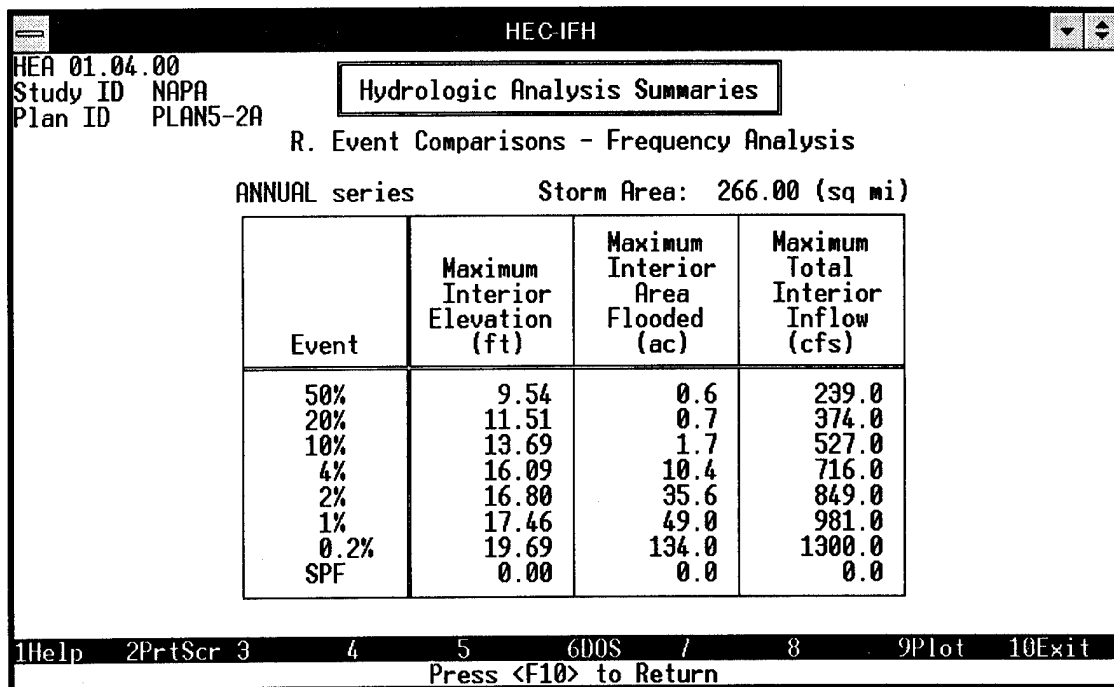 HEC-IFH
HEA 01.04.00
Study ID NAPA
Plan ID PLAN5-2A
Hydrologic Analysis Summaries
R. Event Comparisons - Frequency Analysis
ANNUAL series Storm Area: 266.00 (sq mi)
Event Maximum Interior Elevation (ft) Maximum Interior Area Flooded (ac) Maximum Total Interior Inflow (cfs)
50% 9.54 0.6 239.0
20% 11.51 0.7 374.0
10% 13.69 1.7 527.0
4% 16.09 10.4 716.0
2% 16.80 35.6 849.0
1% 17.46 49.0 981.0
0.2% 19.69 134.0 1300.0
SPF 0.00 0.0 0.0
1Help 2PrtScr 3 4 5 6DOS 7 8 9Plot 10Exit
Press <F10> to Return